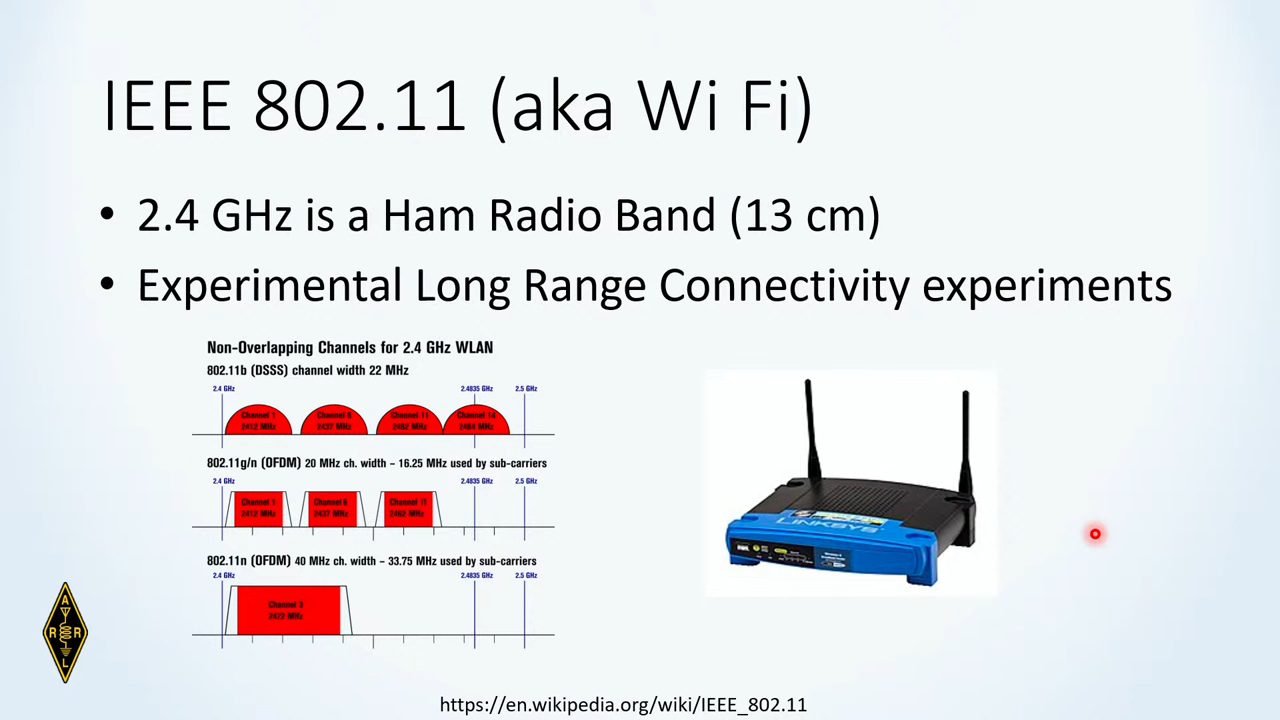 IEEE 802.11 (aka Wi Fi)
• 2.4 GHz is a Ham Radio Band (13 cm)
• Experimental Long Range Connectivity experiments
Non-Overlapping Channels for 2.4 GHz WLAN
802.11b (DSSS) channel width 22 MHz
2.4 GHz 2.4835 GHz 2.5 GHz
Channel 1 Channel 6 Channel 11 Channel 14
2412 MHz 2437 MHz 2462 MHz 2484 MHz
802.11g/n (OFDM) 20 MHz ch. width – 16.25 MHz used by sub-carriers
2.4 GHz 2.4835 GHz 2.5 GHz
Channel 1 Channel 6 Channel 11
2412 MHz 2437 MHz 2462 MHz
802.11n (OFDM) 40 MHz ch. width – 33.75 MHz used by sub-carriers
2.4 GHz 2.4835 GHz 2.5 GHz
Channel 3
2422 MHz
LINKSYS
A
R R
L
https://en.wikipedia.org/wiki/IEEE_802.11